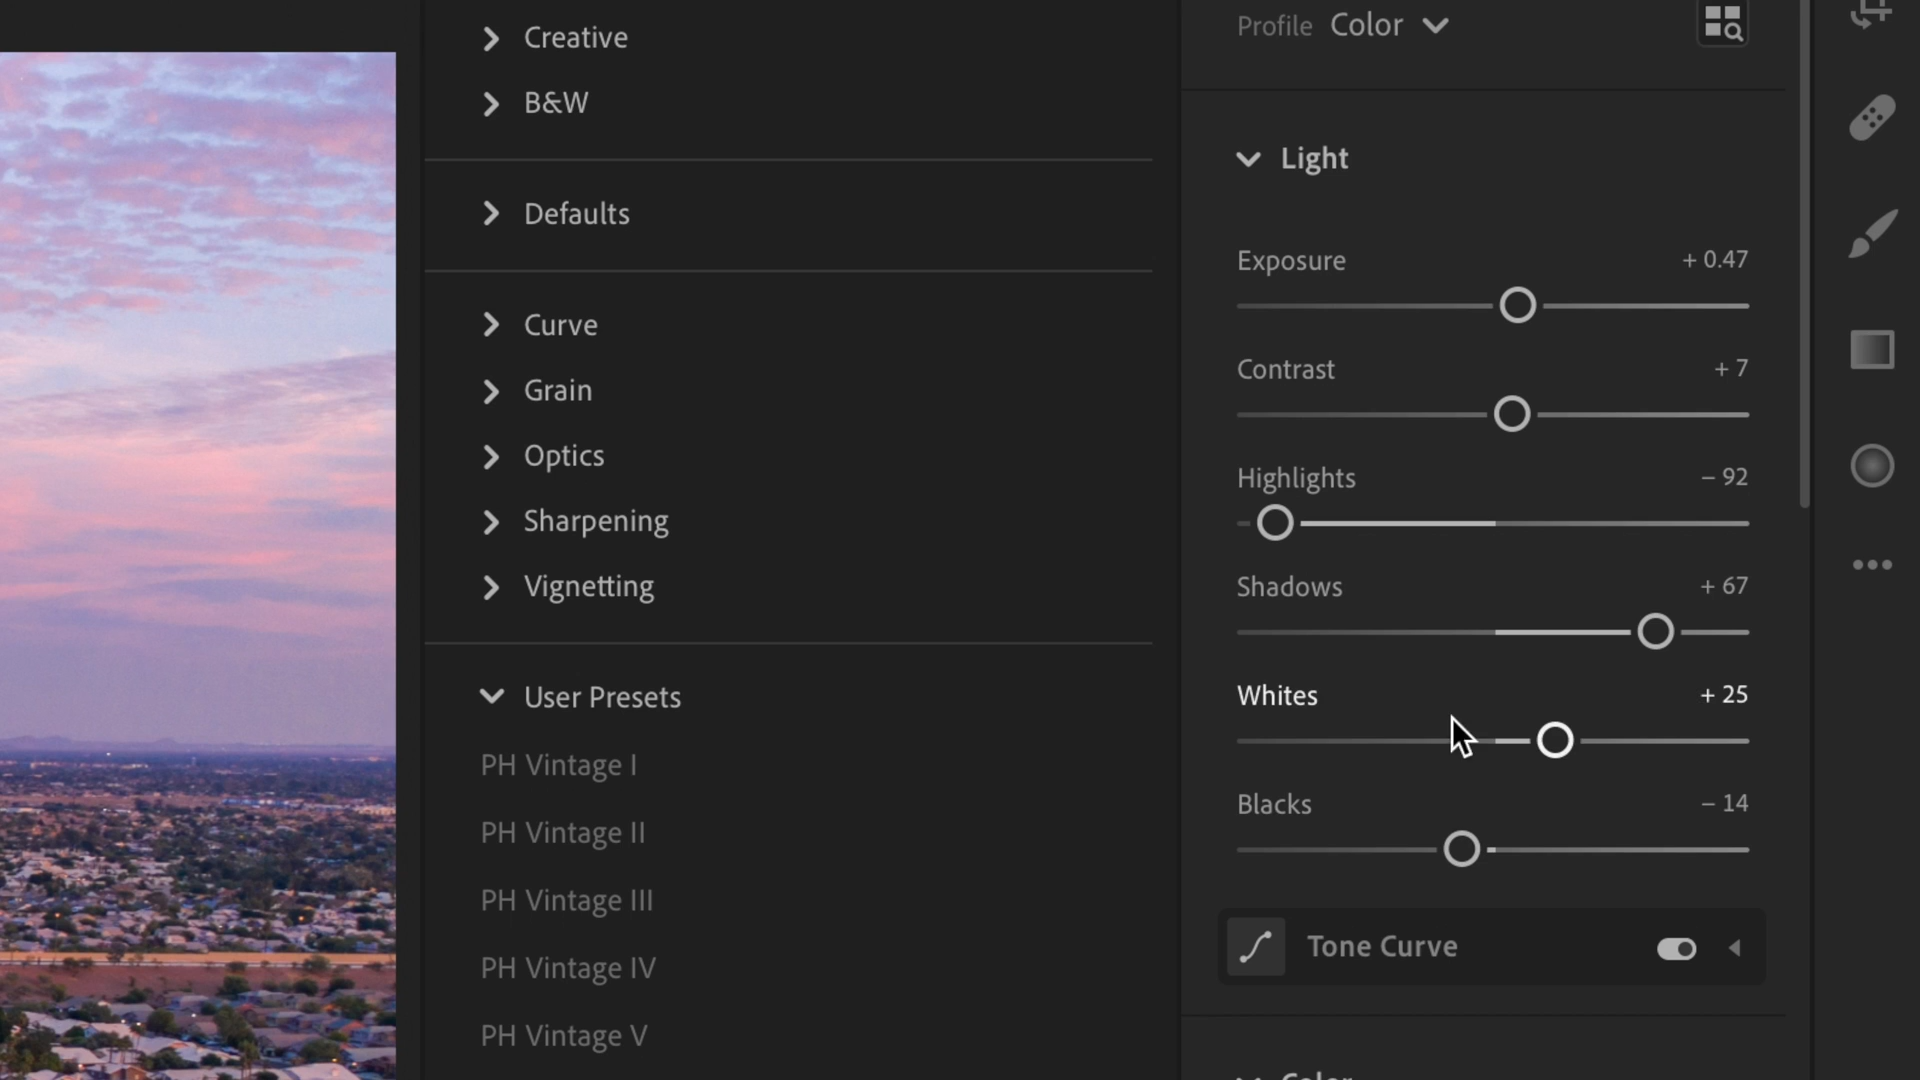 Creative
B&W
Defaults
Curve
Grain
Optics
Sharpening
Vignetting
User Presets
PH Vintage I
PH Vintage II
PH Vintage III
PH Vintage IV
PH Vintage V
Profile Color
Light
Exposure + 0.47
Contrast + 7
Highlights – 92
Shadows + 67
Whites + 25
Blacks – 14
Tone Curve
Color